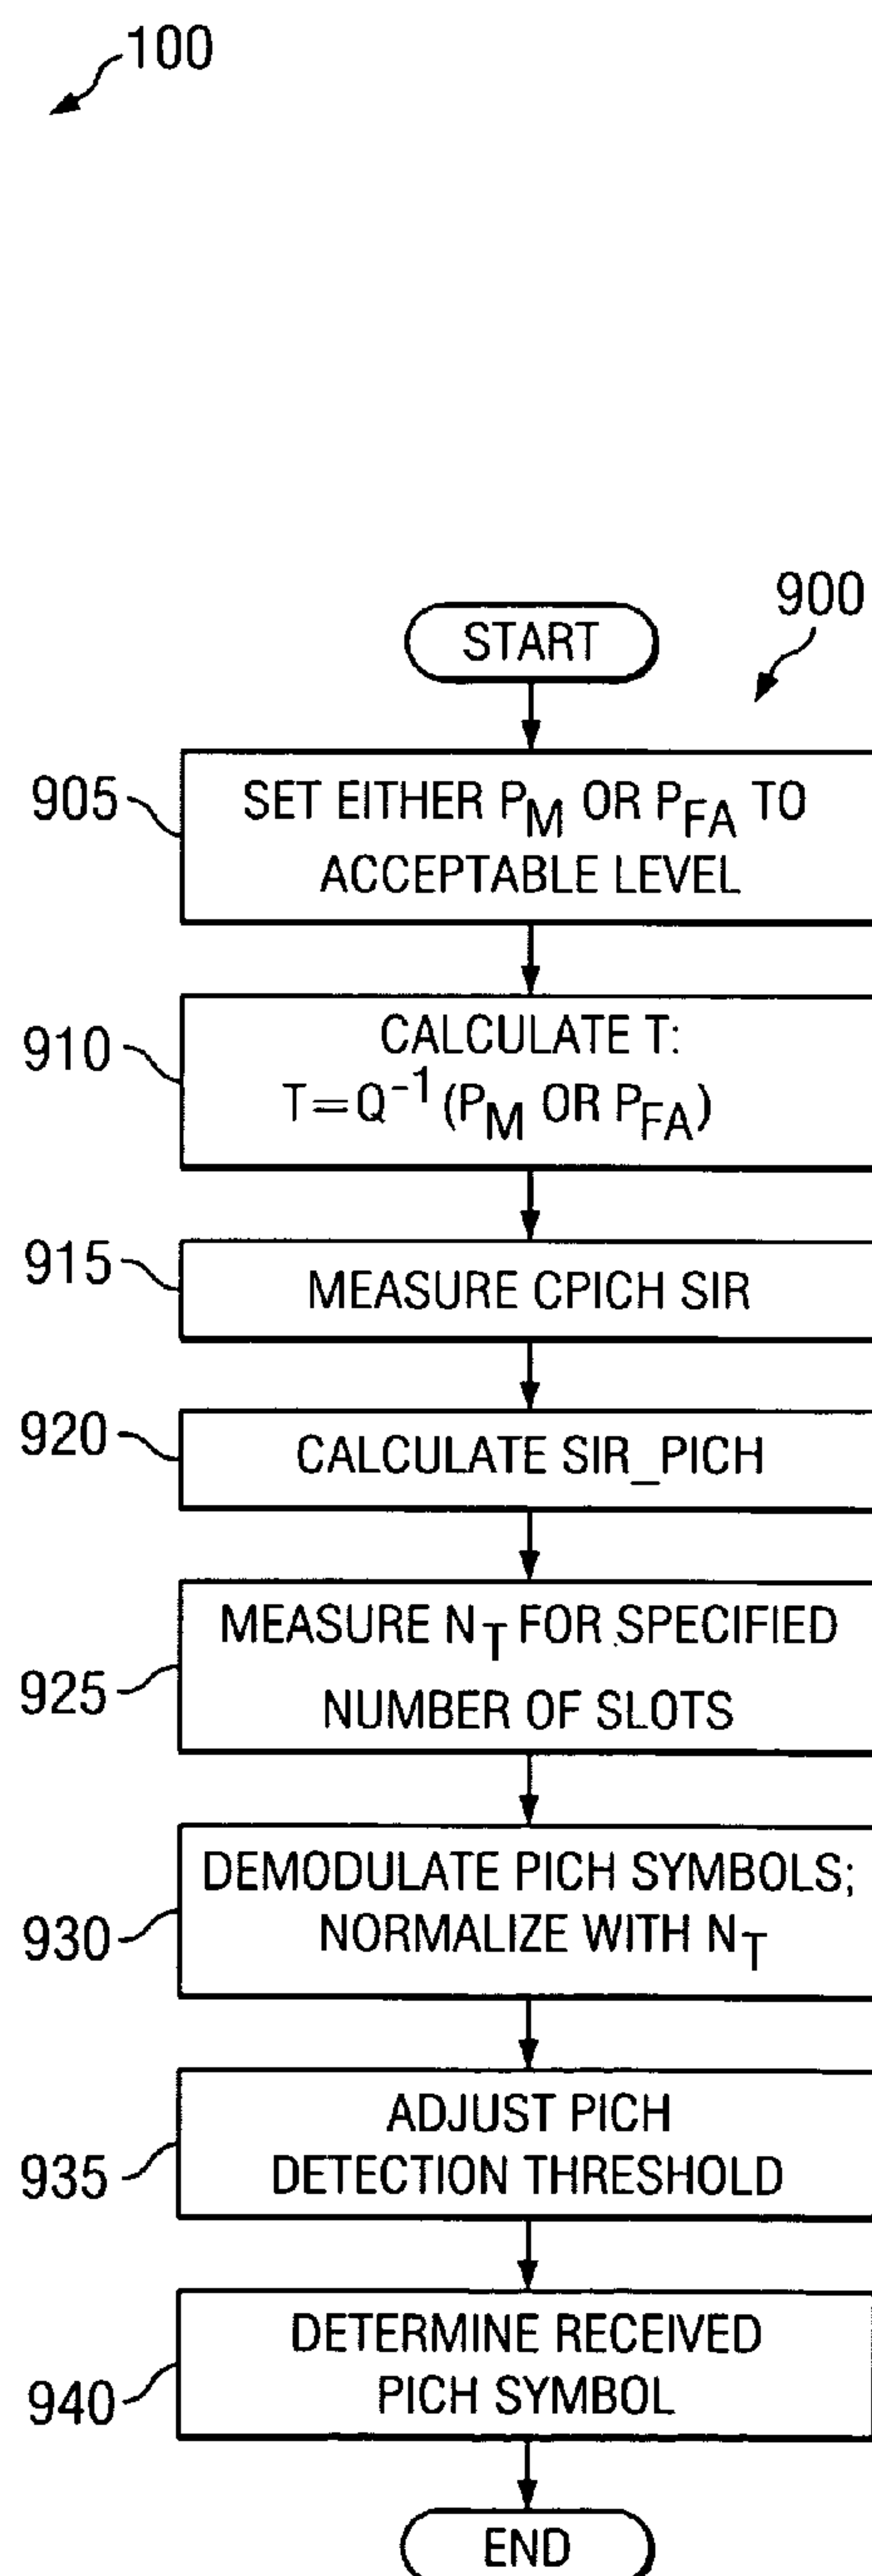 100
900
START
905
SET EITHER P_M OR P_FA TO
ACCEPTABLE LEVEL
910
CALCULATE T:
T=Q^-1 (P_M OR P_FA)
915
MEASURE CPICH SIR
920
CALCULATE SIR_PICH
925
MEASURE N_T FOR SPECIFIED
NUMBER OF SLOTS
930
DEMODULATE PICH SYMBOLS;
NORMALIZE WITH N_T
935
ADJUST PICH
DETECTION THRESHOLD
940
DETERMINE RECEIVED
PICH SYMBOL
END